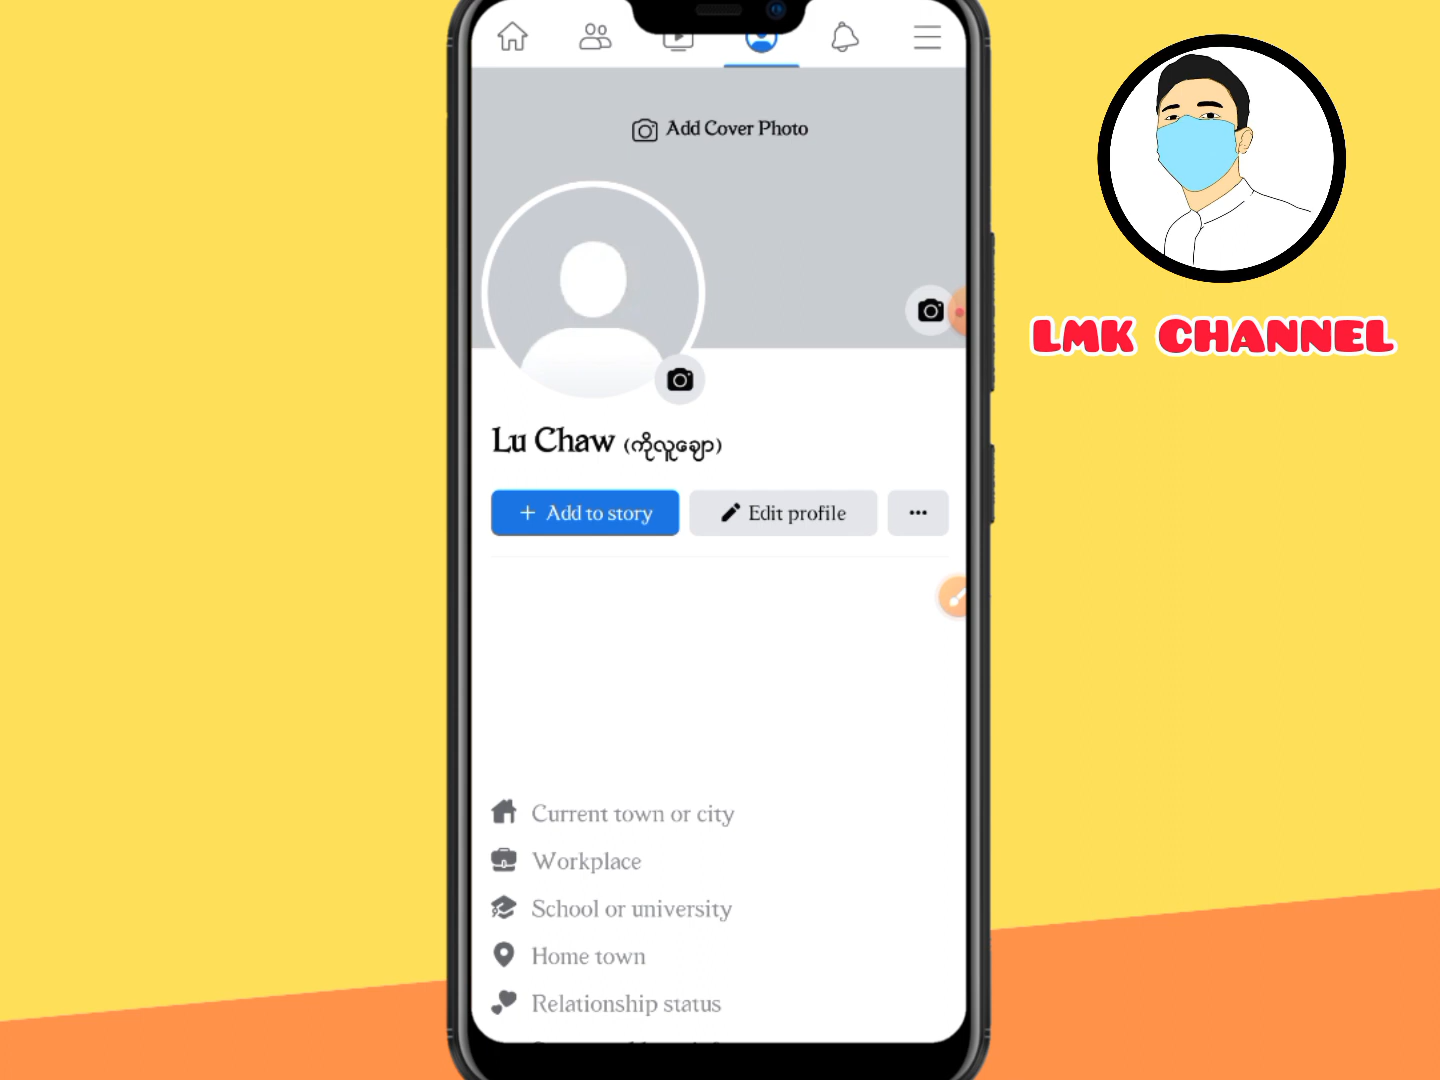 Add Cover Photo
LMK CHANNEL
Lu Chaw (ကိုလူချော)
+ Add to story
Edit profile
Current town or city
Workplace
School or university
Home town
Relationship status